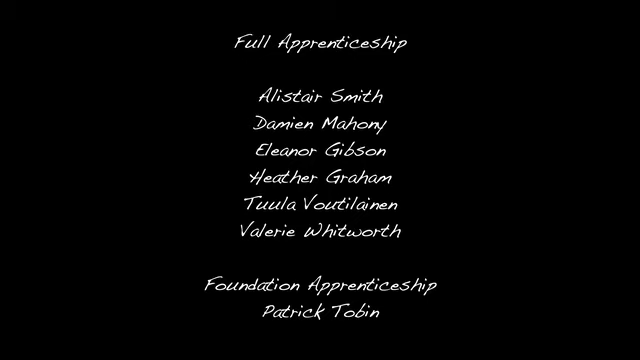 Full Apprenticeship
Alistair Smith
Damien Mahony
Eleanor Gibson
Heather Graham
Tuula Voutilainen
Valerie Whitworth
Foundation Apprenticeship
Patrick Tobin